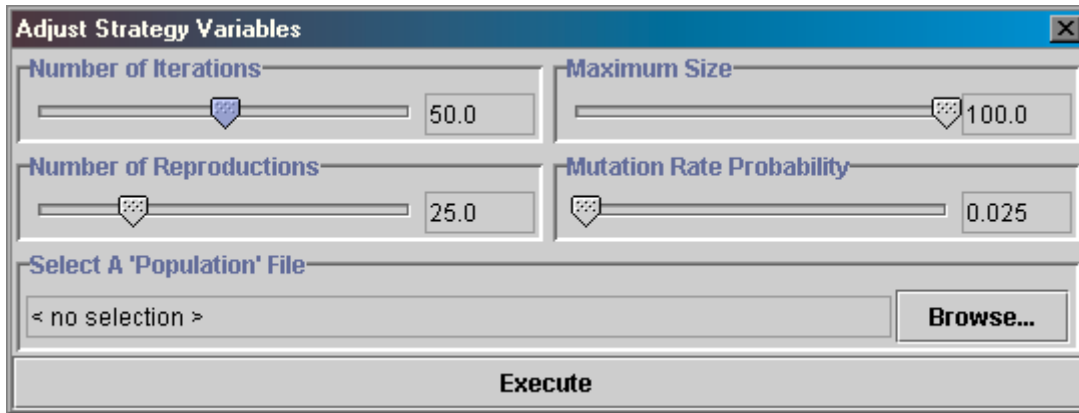 Adjust Strategy Variables
Number of Iterations
50.0
Maximum Size
100.0
Number of Reproductions
25.0
Mutation Rate Probability
0.025
Select A 'Population' File
< no selection >
Browse...
Execute